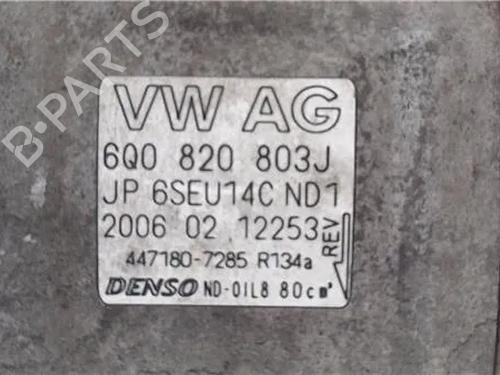 VW AG
6Q0 820 803J
JP 6SEU14C ND1
2006 02 12253
REV
447180-7285 R134a
DENSO ND-OIL8 80cm³
B-PARTS